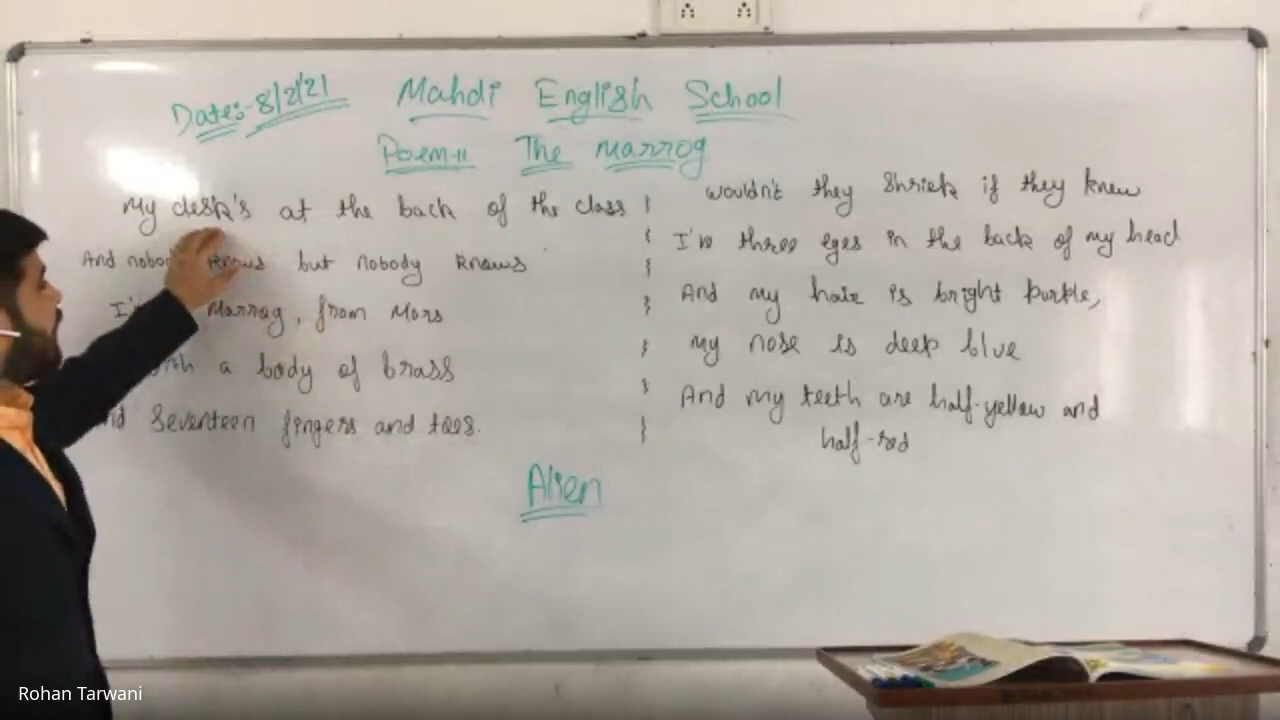 Date:-8/2/21
Mahdi English School
Poem-11 The Marrog
My desk's at the back of the class
And nobody knows but nobody knows
I'm Marrog, from Mars
With a body of brass
And Seventeen fingers and toes.
Wouldn't they Shriek if they knew
I've three eyes in the back of my head
And my hair is bright purple,
My nose is deep blue
And my teeth are half-yellow and
half-red
Alien
Rohan Tarwani